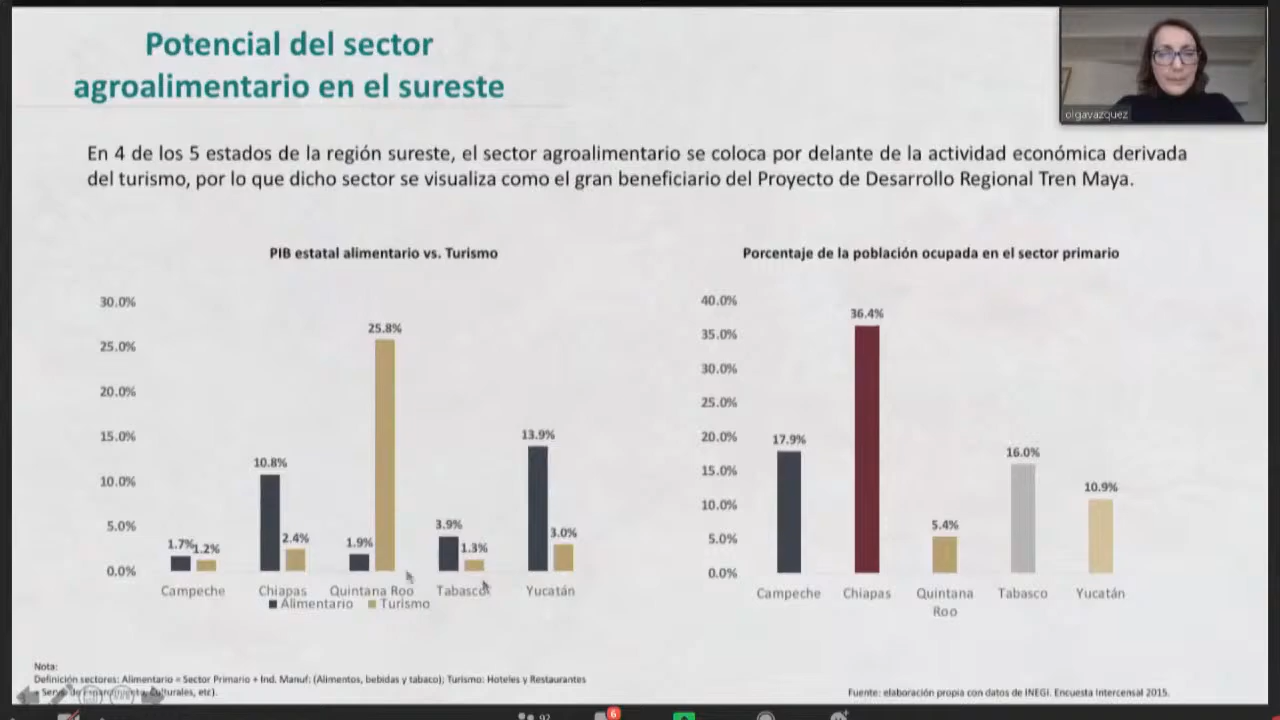 Potencial del sector
agroalimentario en el sureste
olgavazquez
En 4 de los 5 estados de la región sureste, el sector agroalimentario se coloca por delante de la actividad económica derivada
del turismo, por lo que dicho sector se visualiza como el gran beneficiario del Proyecto de Desarrollo Regional Tren Maya.
PIB estatal alimentario vs. Turismo
30.0%
25.0%
20.0%
15.0%
10.0%
5.0%
0.0%
1.7%
1.2%
10.8%
2.4%
1.9%
25.8%
3.9%
1.3%
13.9%
3.0%
Campeche
Chiapas
Quintana Roo
Tabasco
Yucatán
Alimentario
Turismo
Porcentaje de la población ocupada en el sector primario
40.0%
35.0%
30.0%
25.0%
20.0%
15.0%
10.0%
5.0%
0.0%
17.9%
36.4%
5.4%
16.0%
10.9%
Campeche
Chiapas
Quintana
Roo
Tabasco
Yucatán
Nota:
Definición sectores: Alimentario = Sector Primario + Ind. Manuf: (Alimentos, bebidas y tabaco); Turismo: Hoteles y Restaurantes
culturales, etc).
Fuente: elaboración propia con datos de INEGI. Encuesta Intercensal 2015.
6